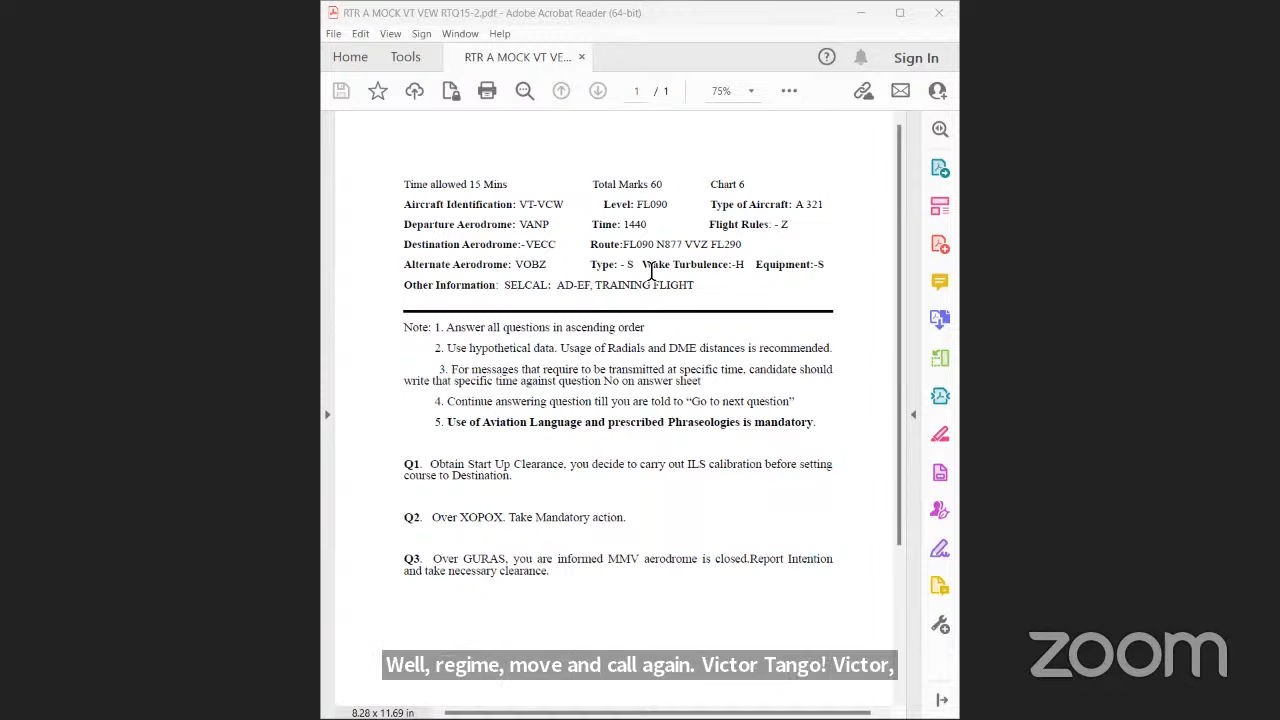 RTR A MOCK VT VEW RTQ15-2.pdf - Adobe Acrobat Reader (64-bit)
File Edit View Sign Window Help
Home Tools RTR A MOCK VT VE... × Sign In
1 / 1 75%
Time allowed 15 Mins Total Marks 60 Chart 6
Aircraft Identification: VT-VCW Level: FL090 Type of Aircraft: A 321
Departure Aerodrome: VANP Time: 1440 Flight Rules: - Z
Destination Aerodrome:-VECC Route:FL090 N877 VVZ FL290
Alternate Aerodrome: VOBZ Type: - S Wake Turbulence:-H Equipment:-S
Other Information: SELCAL: AD-EF, TRAINING FLIGHT
Note: 1. Answer all questions in ascending order
2. Use hypothetical data. Usage of Radials and DME distances is recommended.
3. For messages that require to be transmitted at specific time, candidate should
write that specific time against question No on answer sheet
4. Continue answering question till you are told to “Go to next question”
5. Use of Aviation Language and prescribed Phraseologies is mandatory.
Q1. Obtain Start Up Clearance, you decide to carry out ILS calibration before setting
course to Destination.
Q2. Over XOPOX. Take Mandatory action.
Q3. Over GURAS, you are informed MMV aerodrome is closed.Report Intention
and take necessary clearance.
Well, regime, move and call again. Victor Tango! Victor,
8.28 x 11.69 in
zoom